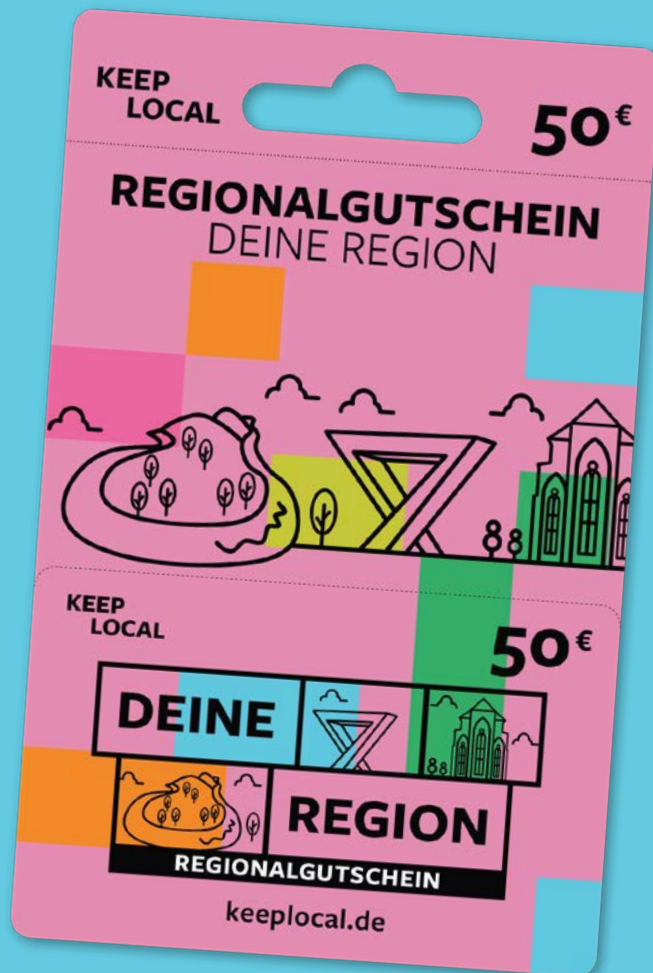 KEEP
LOCAL
50€
REGIONALGUTSCHEIN
DEINE REGION
KEEP
LOCAL
50€
DEINE
REGION
REGIONALGUTSCHEIN
keeplocal.de